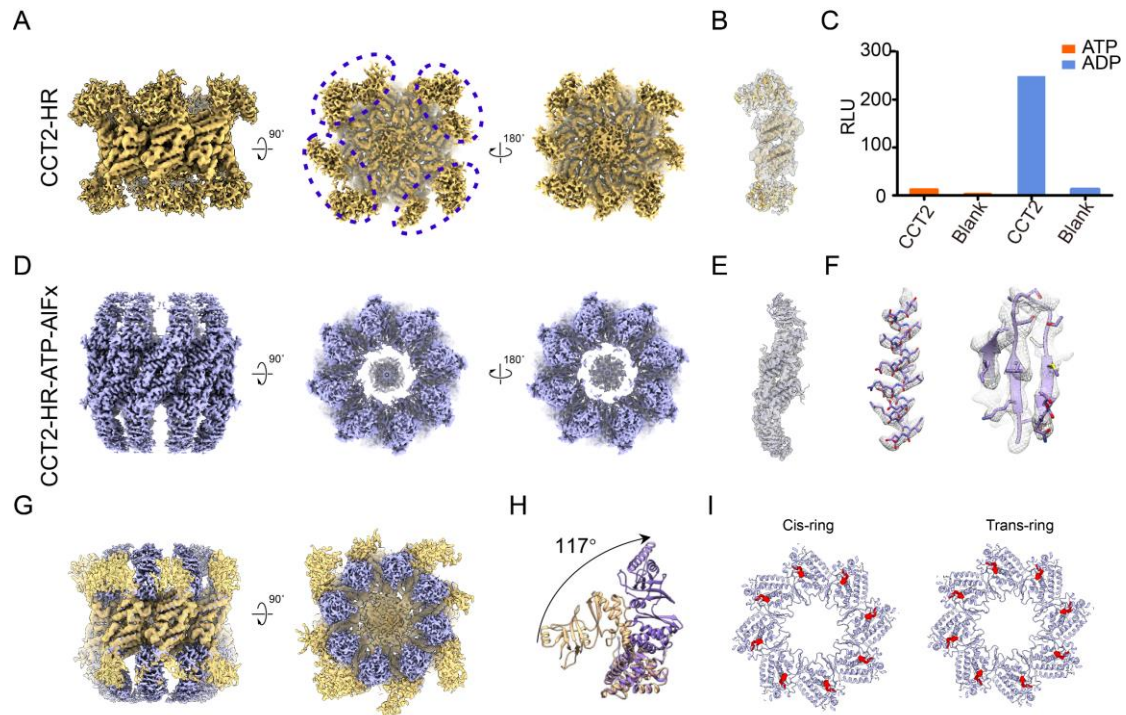 A
B
C
CCT2-HR
90°
180°
300
200
100
0
RLU
ATP
ADP
CCT2
Blank
CCT2
Blank
D
E
F
CCT2-HR-ATP-AlFx
90°
180°
G
H
I
90°
117°
Cis-ring
Trans-ring